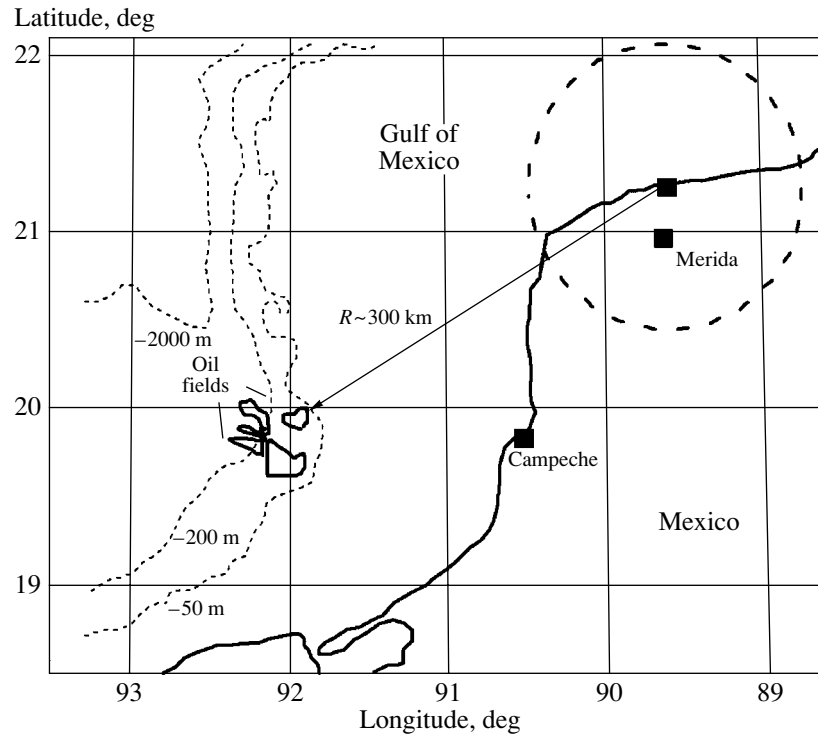 Latitude, deg
22
Gulf of
Mexico
21
Merida
R~300 km
–2000 m
Oil
fields
20
Campeche
–200 m
Mexico
19
–50 m
93 92 91 90 89
Longitude, deg